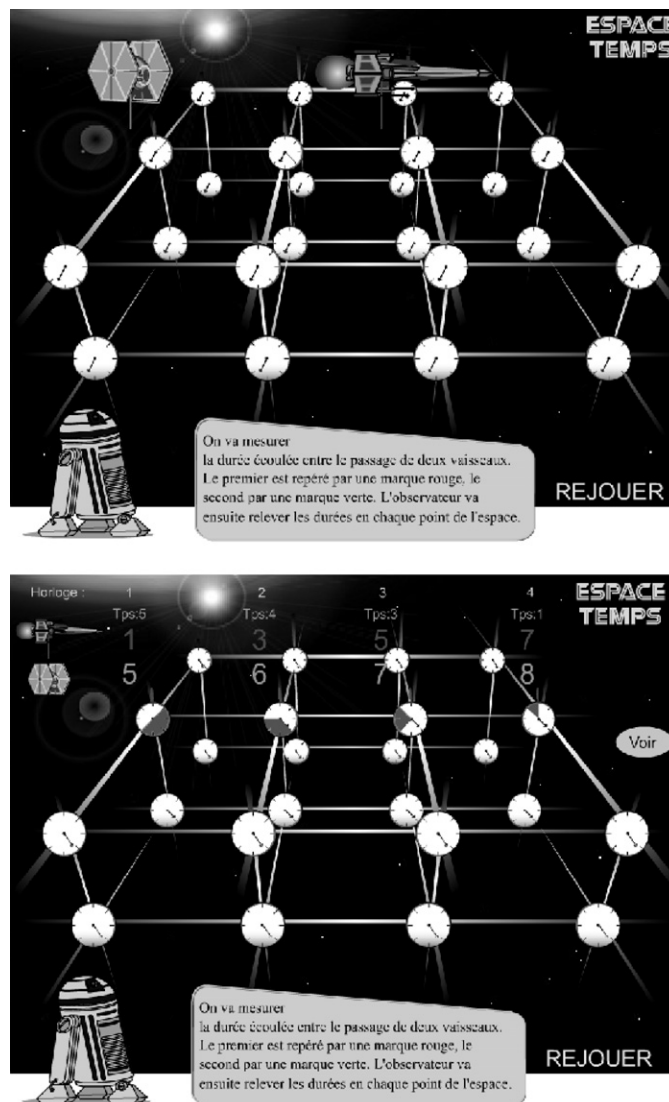 ESPACE
TEMPS
On va mesurer
la durée écoulée entre le passage de deux vaisseaux.
Le premier est repéré par une marque rouge, le
second par une marque verte. L'observateur va
ensuite relever les durées en chaque point de l'espace.
REJOUER
Horloge : 1 2 3 4
Tps:5 Tps:4 Tps:3 Tps:1
1 3 5 7
5 6 7 8
ESPACE
TEMPS
Voir
On va mesurer
la durée écoulée entre le passage de deux vaisseaux.
Le premier est repéré par une marque rouge, le
second par une marque verte. L'observateur va
ensuite relever les durées en chaque point de l'espace.
REJOUER